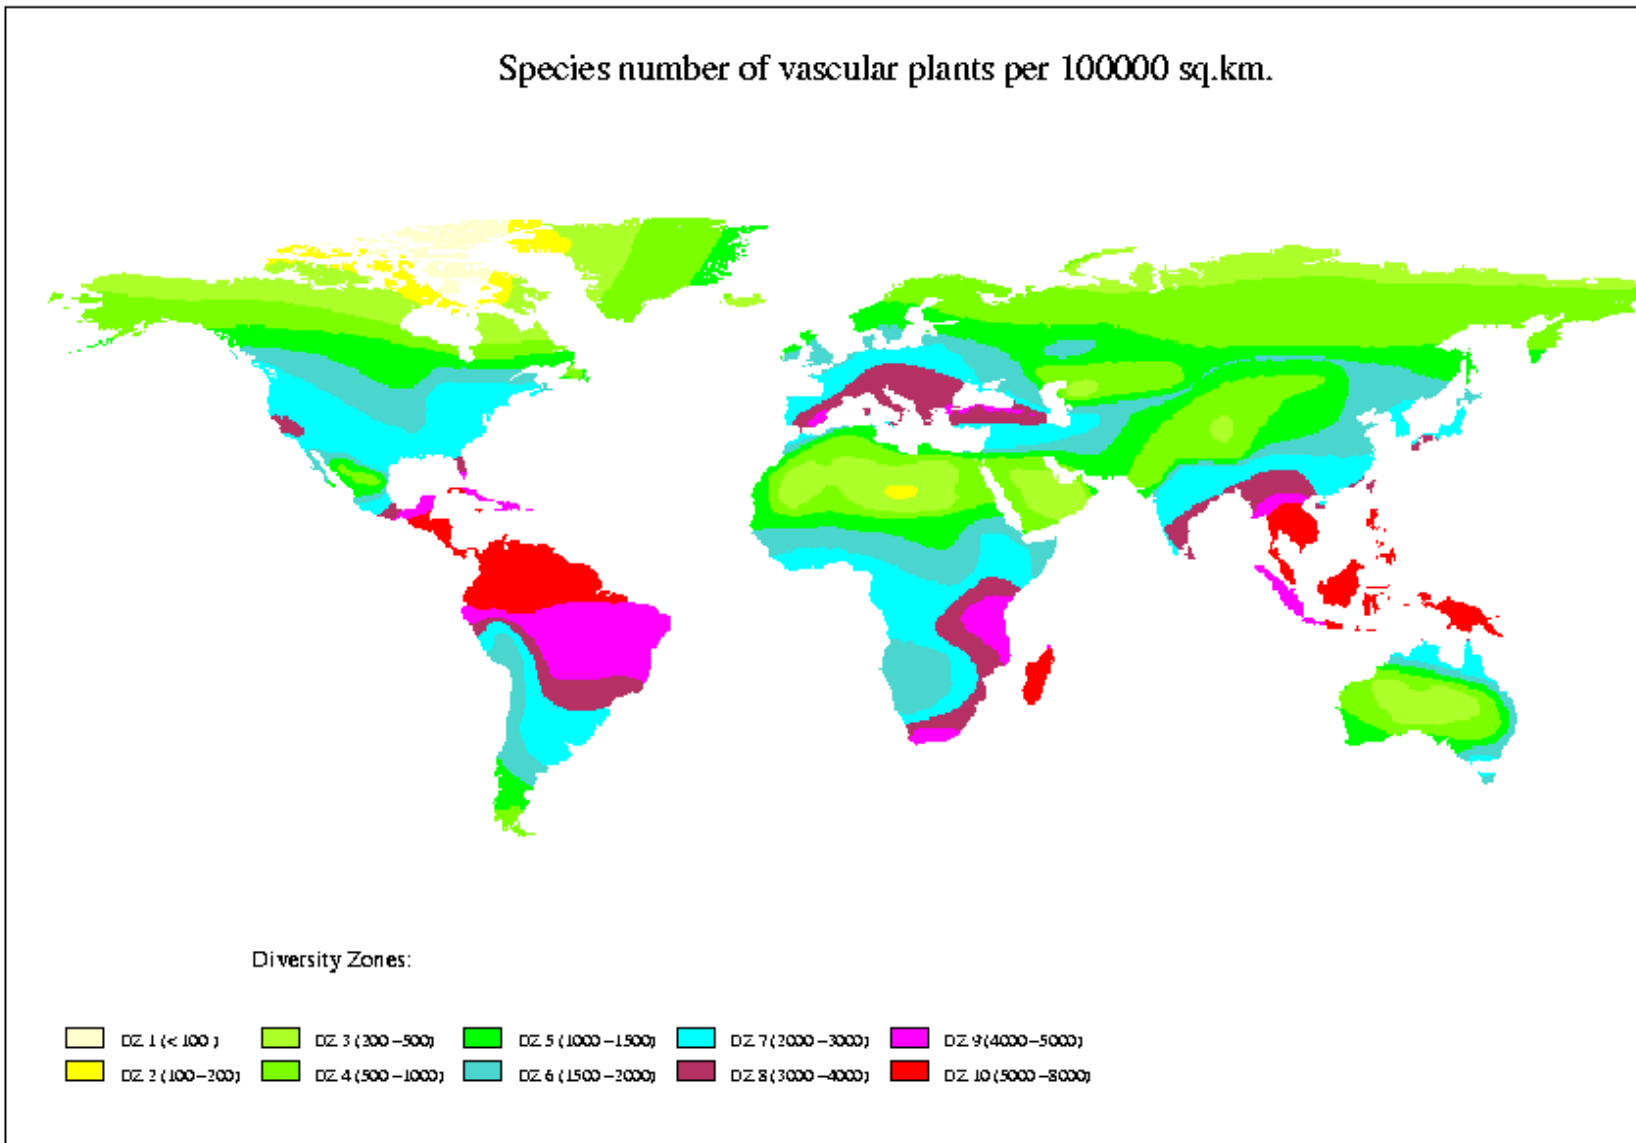 Species number of vascular plants per 100000 sq.km.
Diversity Zones:
DZ 1 (< 100 )
DZ 3 (200–500)
DZ 5 (1000–1500)
DZ 7 (2000–3000)
DZ 9 (4000–5000)
DZ 2 (100–200)
DZ 4 (500–1000)
DZ 6 (1500–2000)
DZ 8 (3000–4000)
DZ 10 (5000–8000)